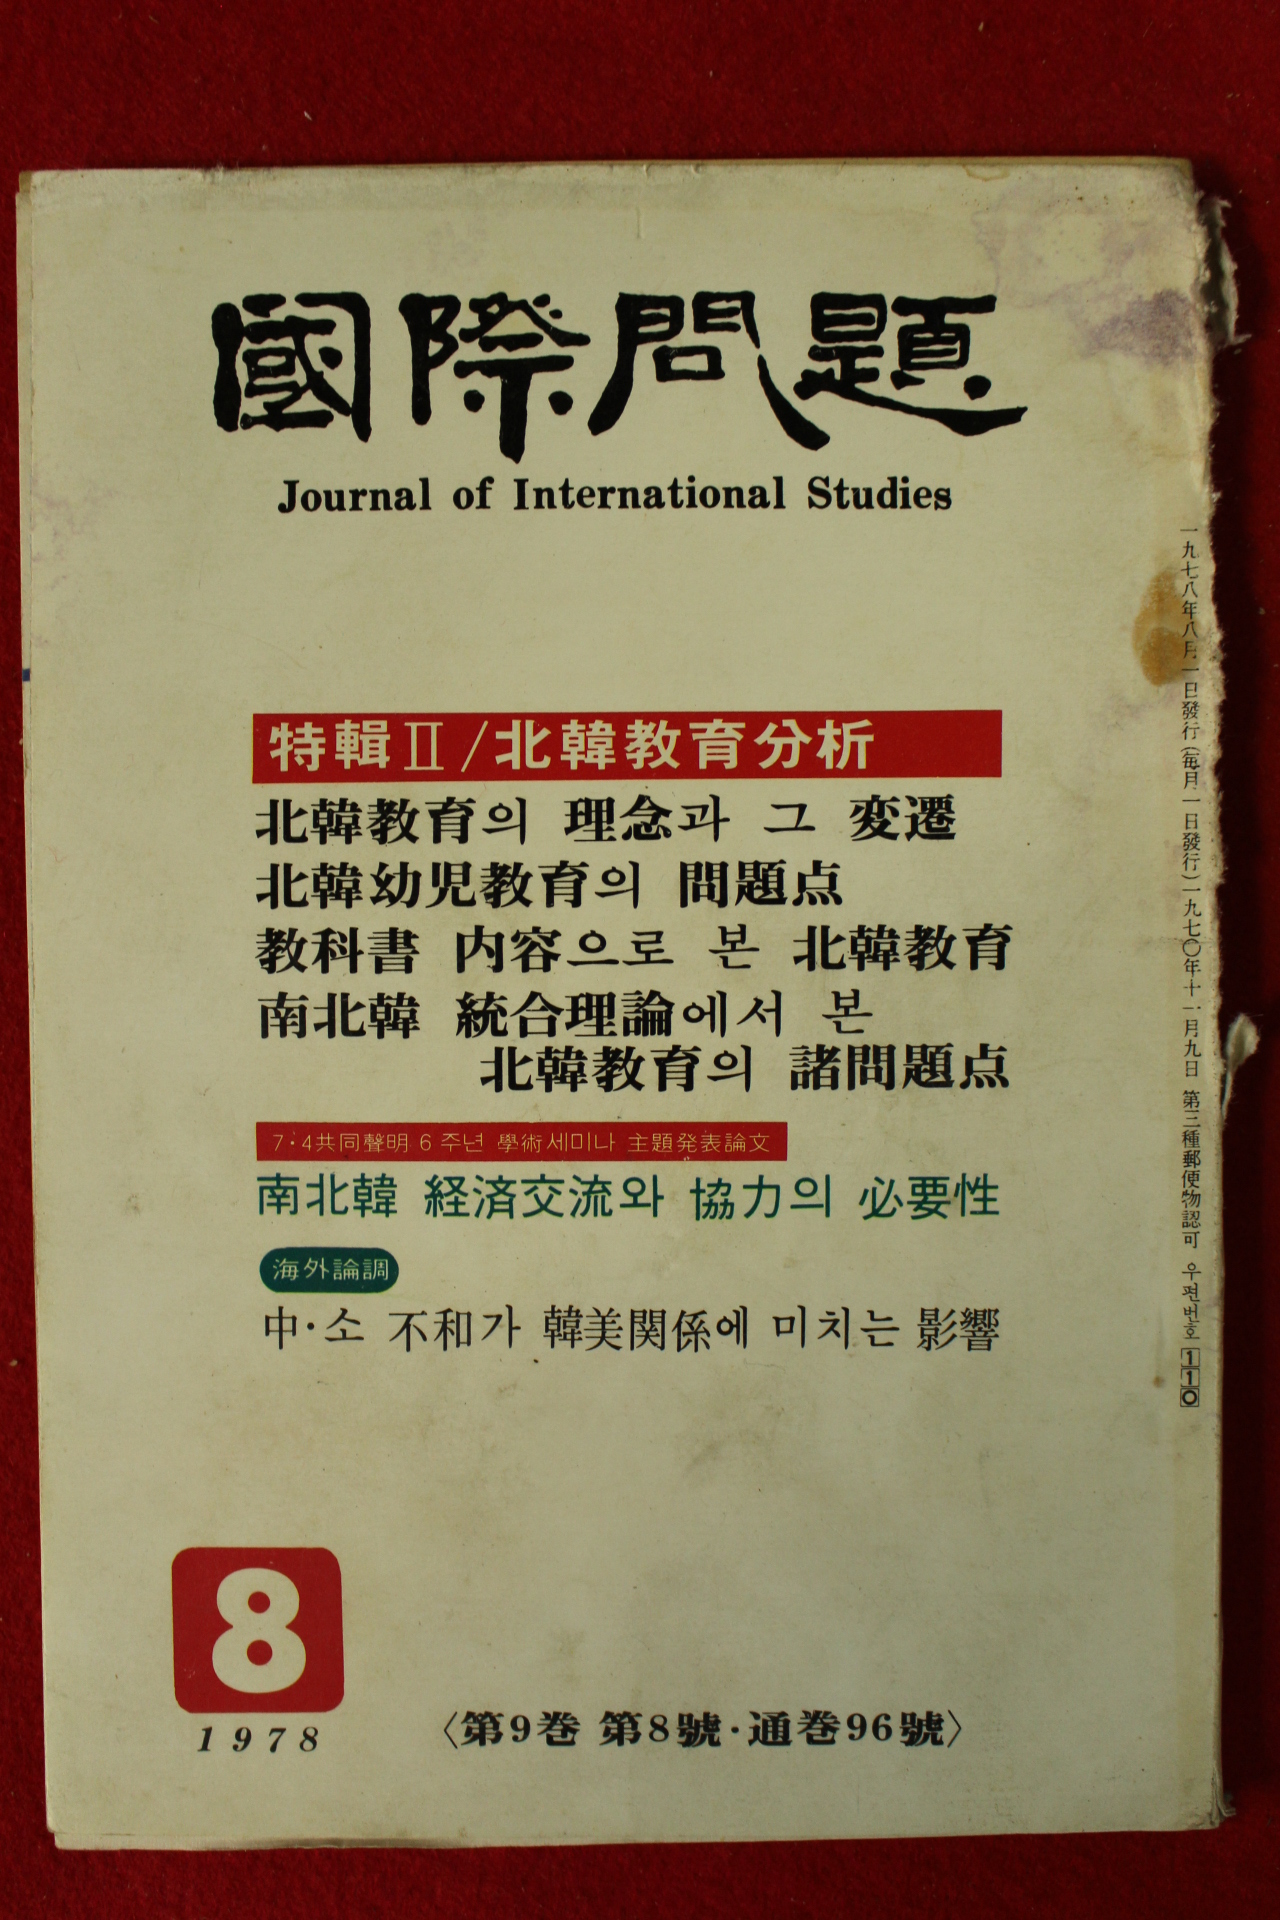 國際問題
Journal of International Studies
特輯Ⅱ/北韓教育分析
北韓教育의 理念과 그 変遷
北韓幼児教育의 問題点
教科書 内容으로 본 北韓教育
南北韓 統合理論에서 본
北韓教育의 諸問題点
7·4共同聲明 6 주년 學術세미나 主題発表論文
南北韓 経済交流와 協力의 必要性
海外論調
中·소 不和가 韓美関係에 미치는 影響
8
1978
〈第9巻 第8號·通巻96號〉
一九七八年八月一日發行(每月一日發行)一九七〇年十一月九日 第三種郵便物認可 우편번호 110